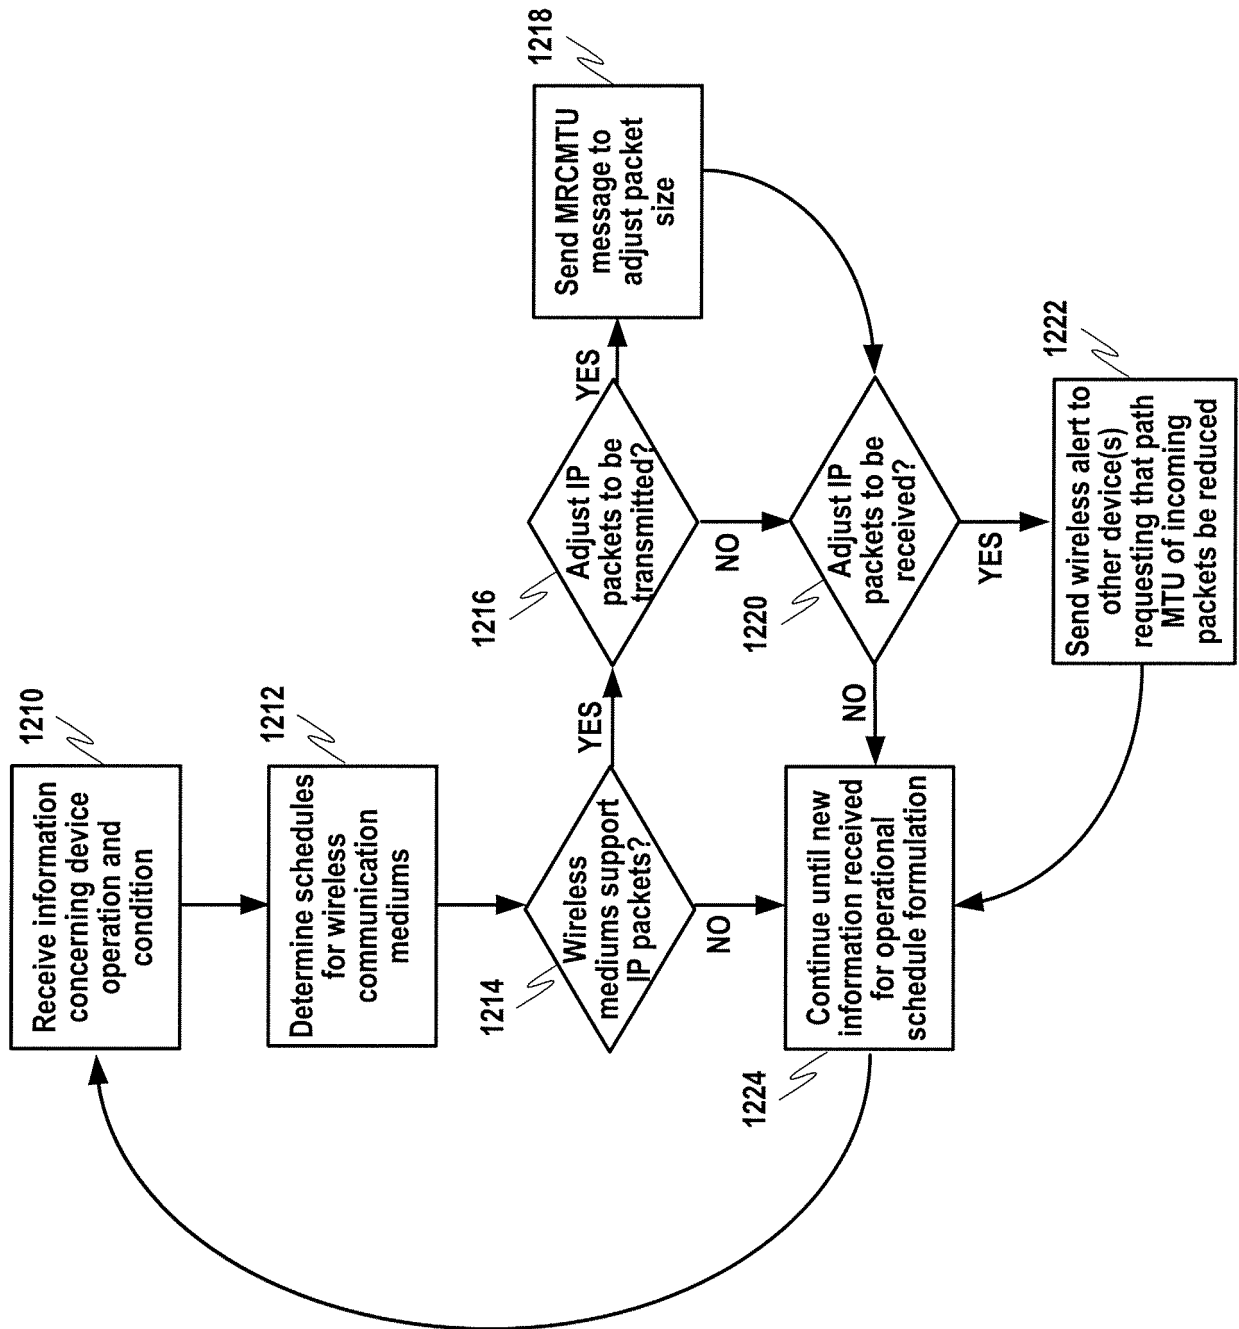 1210
Receive information
concerning device
operation and
condition
1212
Determine schedules
for wireless
communication
mediums
1214
Wireless
mediums support
IP packets?
YES
NO
1216
Adjust IP
packets to be
transmitted?
YES
NO
1218
Send MRCMTU
message to
adjust packet
size
1220
Adjust IP
packets to be
received?
NO
YES
1222
Send wireless alert to
other device(s)
requesting that path
MTU of incoming
packets be reduced
1224
Continue until new
information received
for operational
schedule formulation